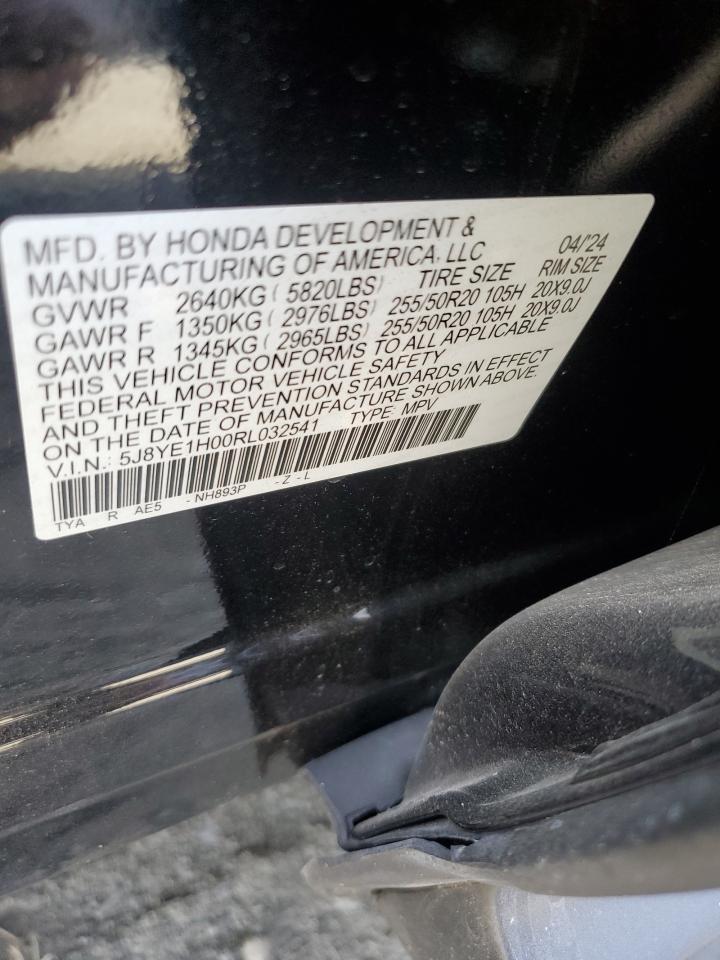 MFD. BY HONDA DEVELOPMENT &
MANUFACTURING OF AMERICA, LLC 04/'24
GVWR 2640KG ( 5820LBS) TIRE SIZE RIM SIZE
GAWR F 1350KG ( 2976LBS) 255/50R20 105H 20X9.0J
GAWR R 1345KG ( 2965LBS) 255/50R20 105H 20X9.0J
THIS VEHICLE CONFORMS TO ALL APPLICABLE
FEDERAL MOTOR VEHICLE SAFETY
AND THEFT PREVENTION STANDARDS IN EFFECT
ON THE DATE OF MANUFACTURE SHOWN ABOVE.
V.I.N.: 5J8YE1H00RL032541 TYPE: MPV
TYA R AE5 - NH893P - Z - L